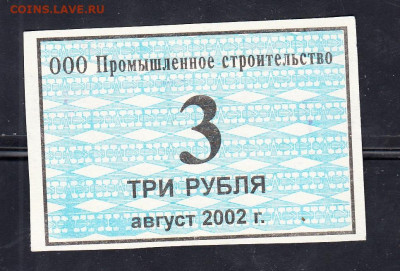 COINS.LAVE.RU
ООО Промышленное строительство
3
ТРИ РУБЛЯ
август 2002 г.